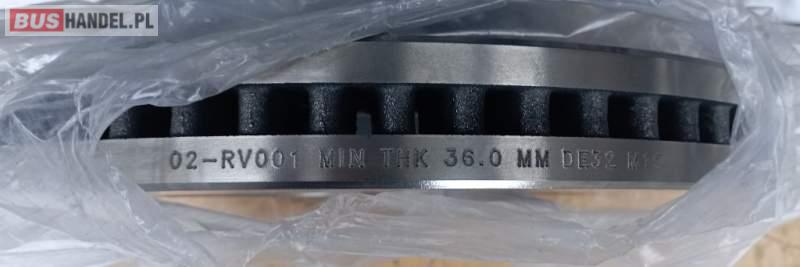 BUSHANDEL.PL
02-RV001 MIN THK 36.0 MM DE32